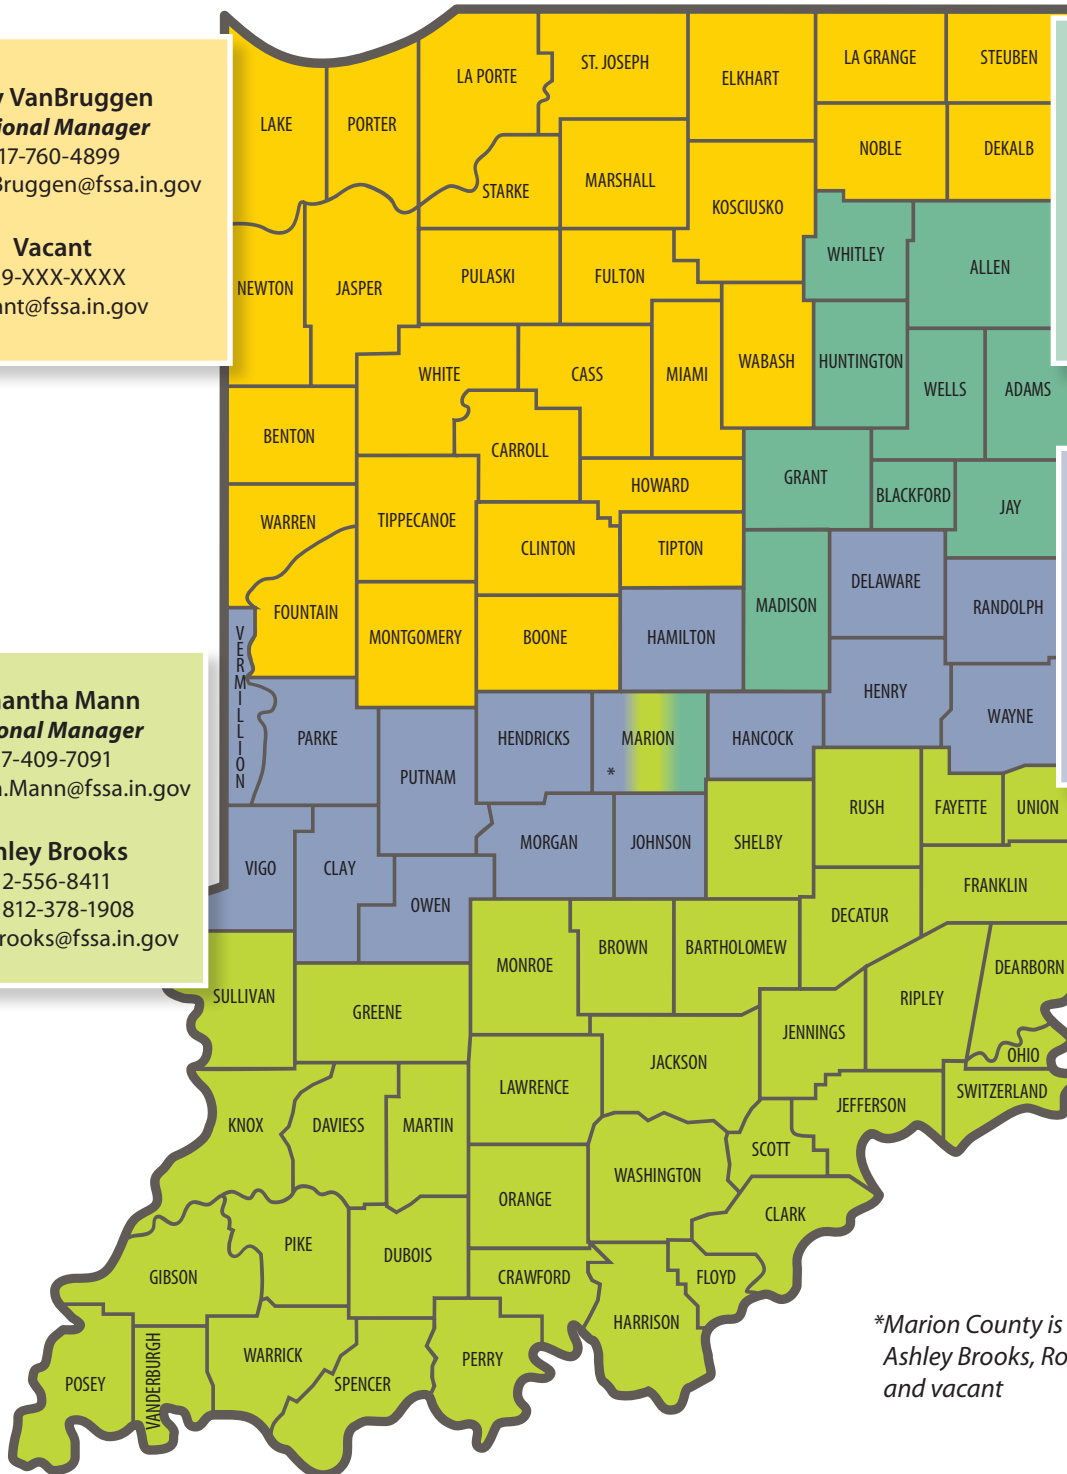 VanBruggen
ional Manager
17-760-4899
Bruggen@fssa.in.gov
Vacant
9-XXX-XXXX
ant@fssa.in.gov
antha Mann
onal Manager
7-409-7091
.Mann@fssa.in.gov
hley Brooks
2-556-8411
812-378-1908
rooks@fssa.in.gov
LAKE
PORTER
LA PORTE
ST. JOSEPH
ELKHART
LA GRANGE
STEUBEN
NOBLE
DEKALB
STARKE
MARSHALL
KOSCIUSKO
WHITLEY
ALLEN
NEWTON
JASPER
PULASKI
FULTON
WHITE
CASS
MIAMI
WABASH
HUNTINGTON
WELLS
ADAMS
BENTON
CARROLL
HOWARD
GRANT
BLACKFORD
JAY
WARREN
TIPPECANOE
CLINTON
TIPTON
MADISON
DELAWARE
RANDOLPH
FOUNTAIN
MONTGOMERY
BOONE
HAMILTON
VERMILLION
PARKE
PUTNAM
HENDRICKS
MARION
*
HANCOCK
HENRY
WAYNE
VIGO
CLAY
OWEN
MORGAN
JOHNSON
SHELBY
RUSH
FAYETTE
UNION
FRANKLIN
DECATUR
SULLIVAN
GREENE
MONROE
BROWN
BARTHOLOMEW
JENNINGS
RIPLEY
DEARBORN
OHIO
SWITZERLAND
JEFFERSON
KNOX
DAVIESS
MARTIN
LAWRENCE
JACKSON
SCOTT
WASHINGTON
ORANGE
CLARK
GIBSON
PIKE
DUBOIS
CRAWFORD
FLOYD
HARRISON
POSEY
VANDERBURGH
WARRICK
SPENCER
PERRY
*Marion County is
Ashley Brooks, Ro
and vacant